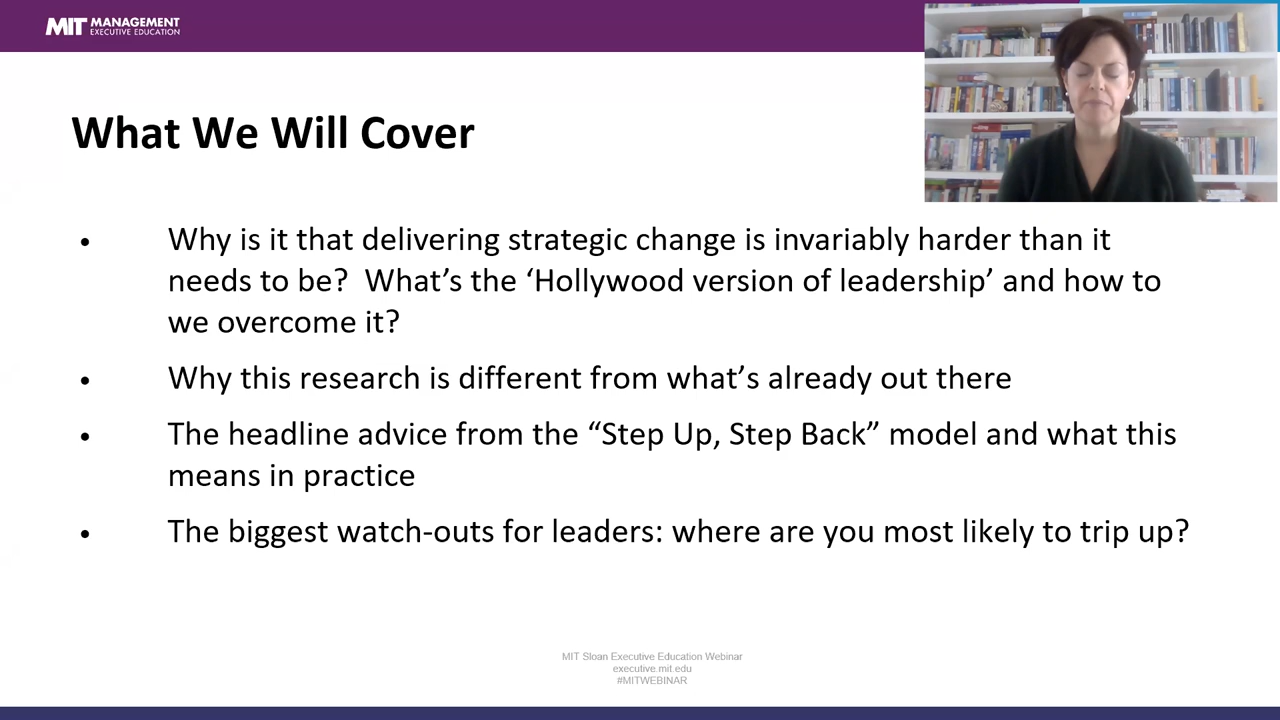 MIT MANAGEMENT
EXECUTIVE EDUCATION
What We Will Cover
• Why is it that delivering strategic change is invariably harder than it
needs to be?  What’s the ‘Hollywood version of leadership’ and how to
we overcome it?
• Why this research is different from what’s already out there
• The headline advice from the “Step Up, Step Back” model and what this
means in practice
• The biggest watch-outs for leaders: where are you most likely to trip up?
MIT Sloan Executive Education Webinar
executive.mit.edu
#MITWEBINAR